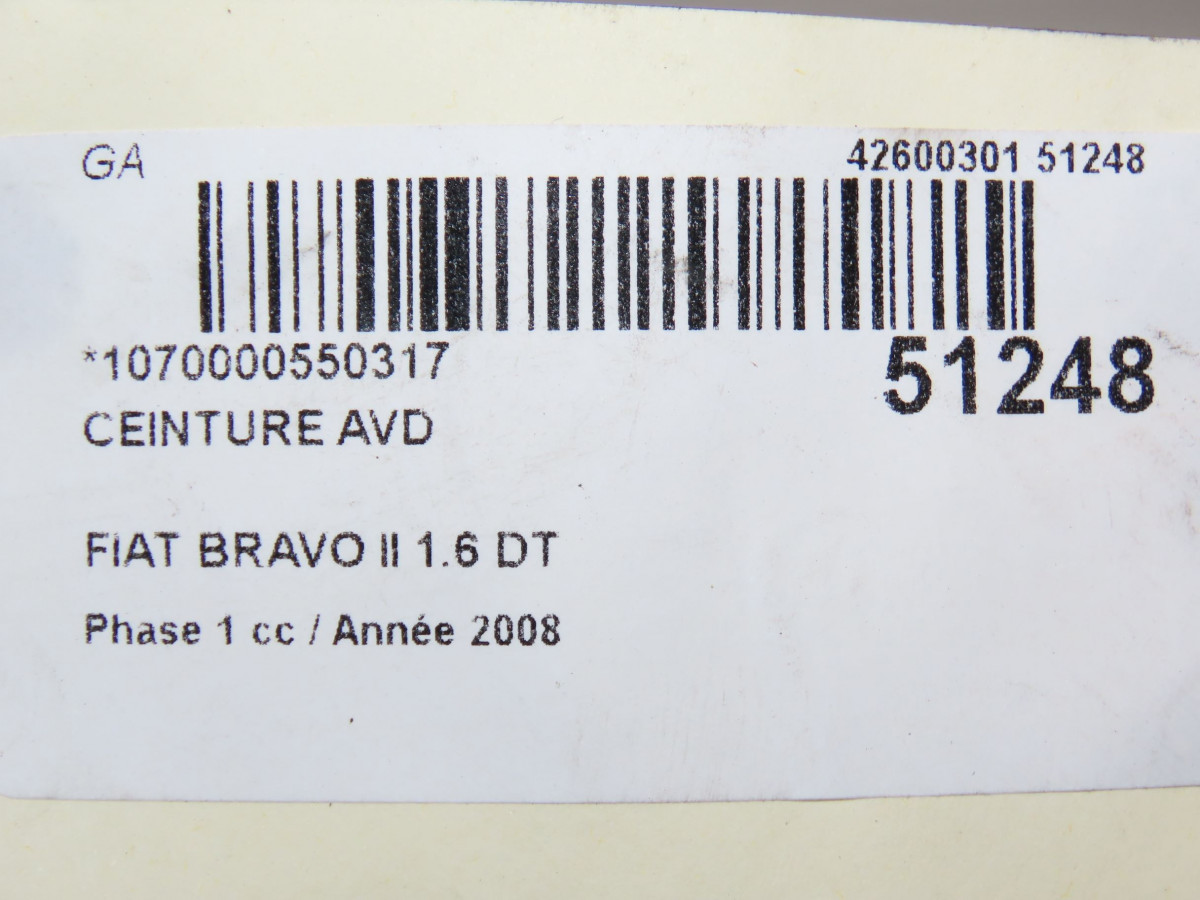 GA 42600301 51248
*1070000550317 51248
CEINTURE AVD
FIAT BRAVO II 1.6 DT
Phase 1 cc / Année 2008